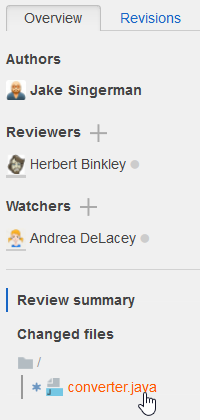 Overview Revisions
Authors
Jake Singerman
Reviewers
Herbert Binkley
Watchers
Andrea DeLacey
Review summary
Changed files
/
* converter.java